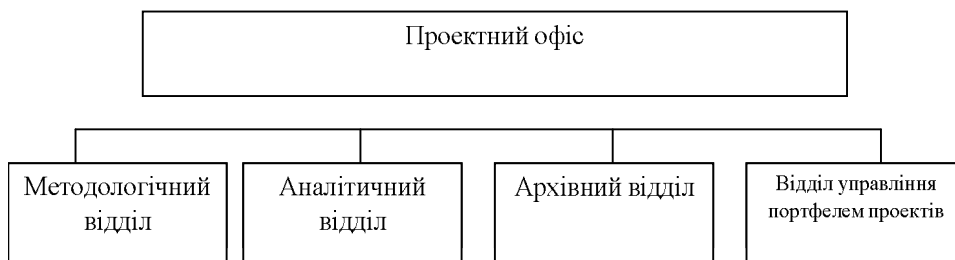 Проектний офіс
Методологічний
відділ
Аналітичний
відділ
Архівний відділ
Відділ управління
портфелем проектів